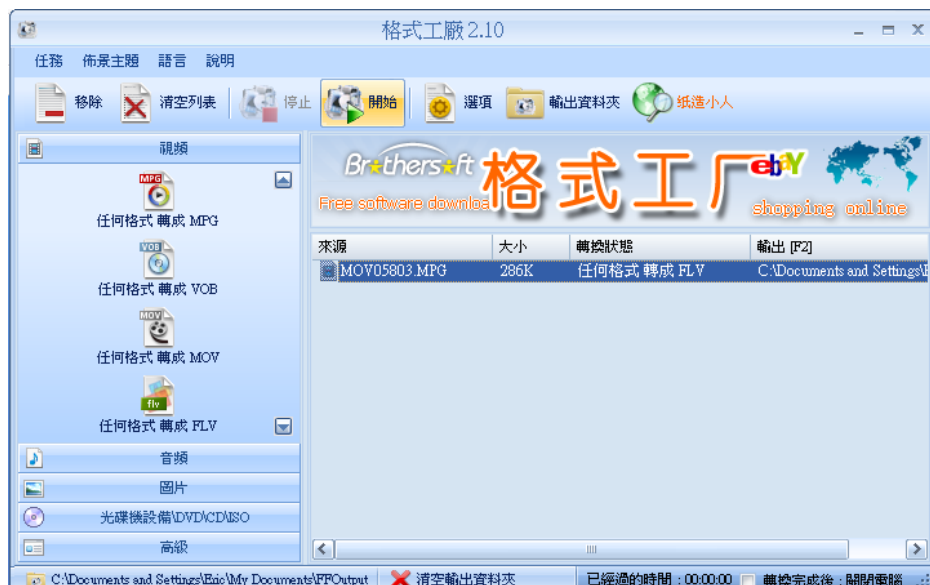 格式工廠 2.10
任務 佈景主題 語言 說明
移除 清空列表 停止 開始 選項 輸出資料夾 纸造小人
視頻
MPG
任何格式 轉成 MPG
VOB
任何格式 轉成 VOB
MOV
任何格式 轉成 MOV
flv
任何格式 轉成 FLV
音頻
圖片
光碟機設備\DVD\CD\ISO
高級
Brothersoft
Free software downloa
格式工厂
ebaY
shopping online
來源 大小 轉換狀態 輸出 [F2]
MOV05803.MPG 286K 任何格式 轉成 FLV C:\Documents and Settings\
C:\Documents and Settings\Eric\My Documents\FFOutput 清空輸出資料夾 已經過的時間 : 00:00:00 轉換完成後 : 關閉電腦